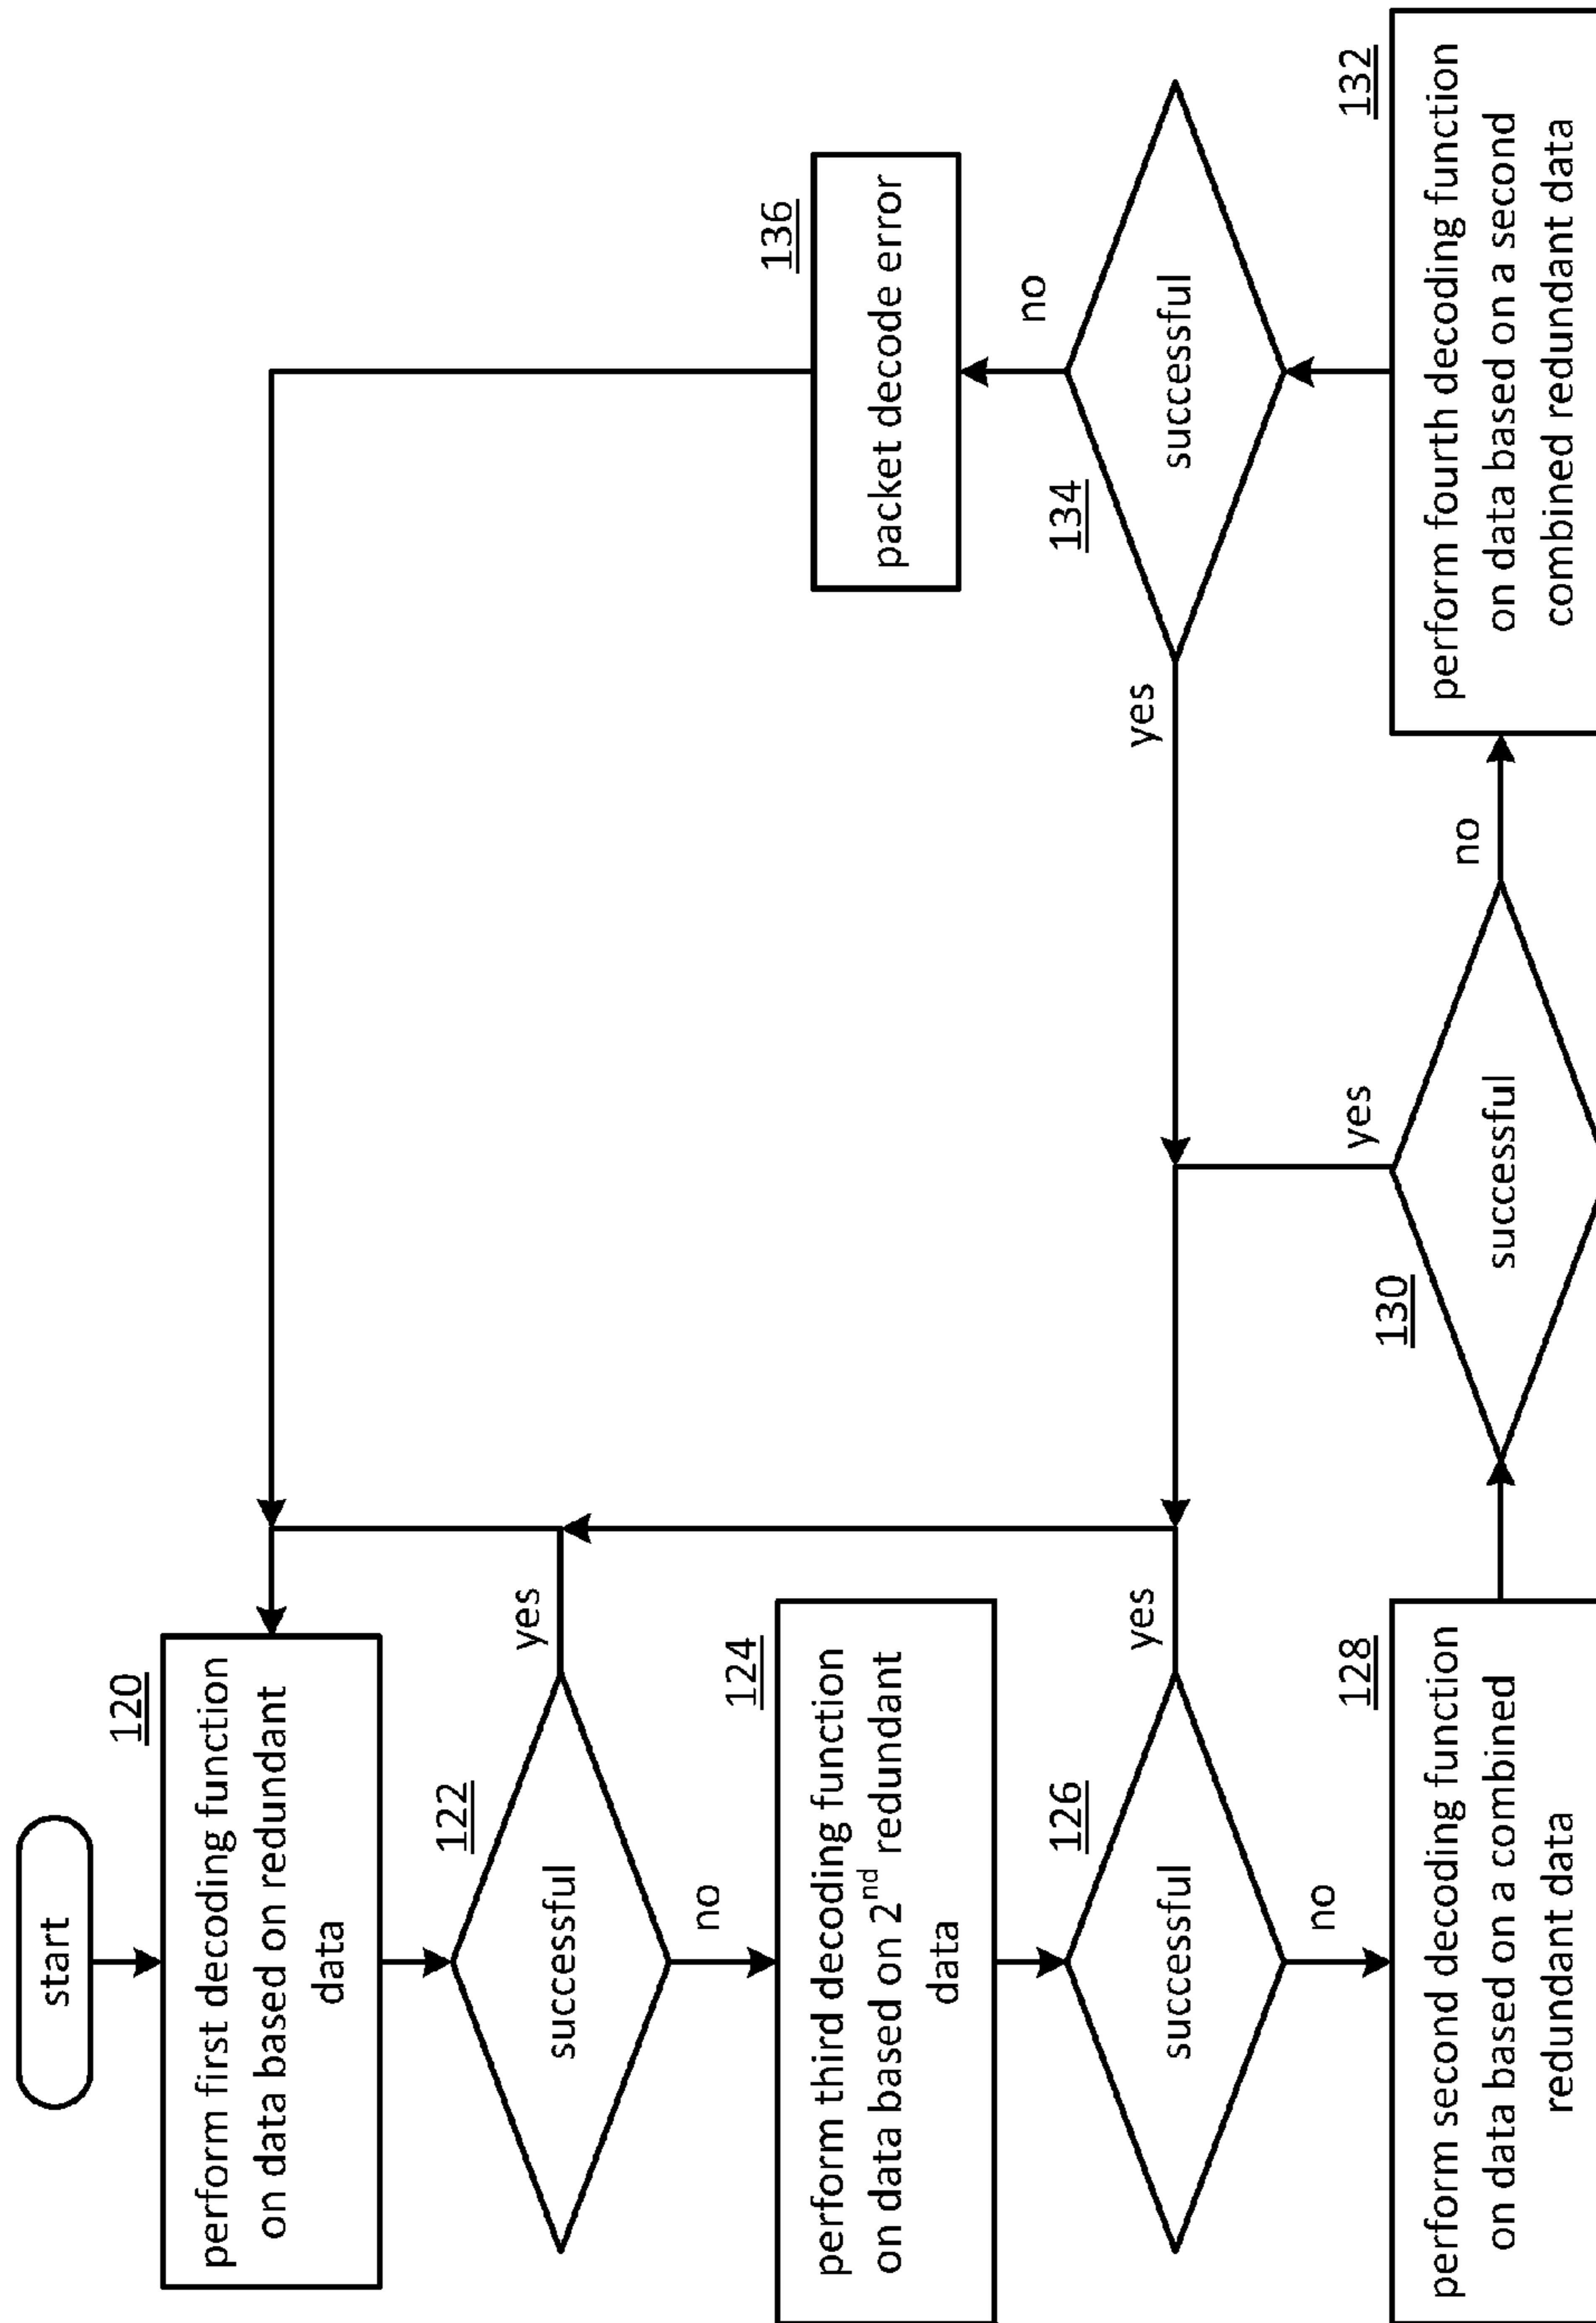 start
120
perform first decoding function
on data based on redundant
data
122
successful
yes
no
124
perform third decoding function
on data based on 2nd redundant
data
126
successful
yes
no
128
perform second decoding function
on data based on a combined
redundant data
130
successful
yes
no
132
perform fourth decoding function
on data based on a second
combined redundant data
134
successful
yes
no
136
packet decode error